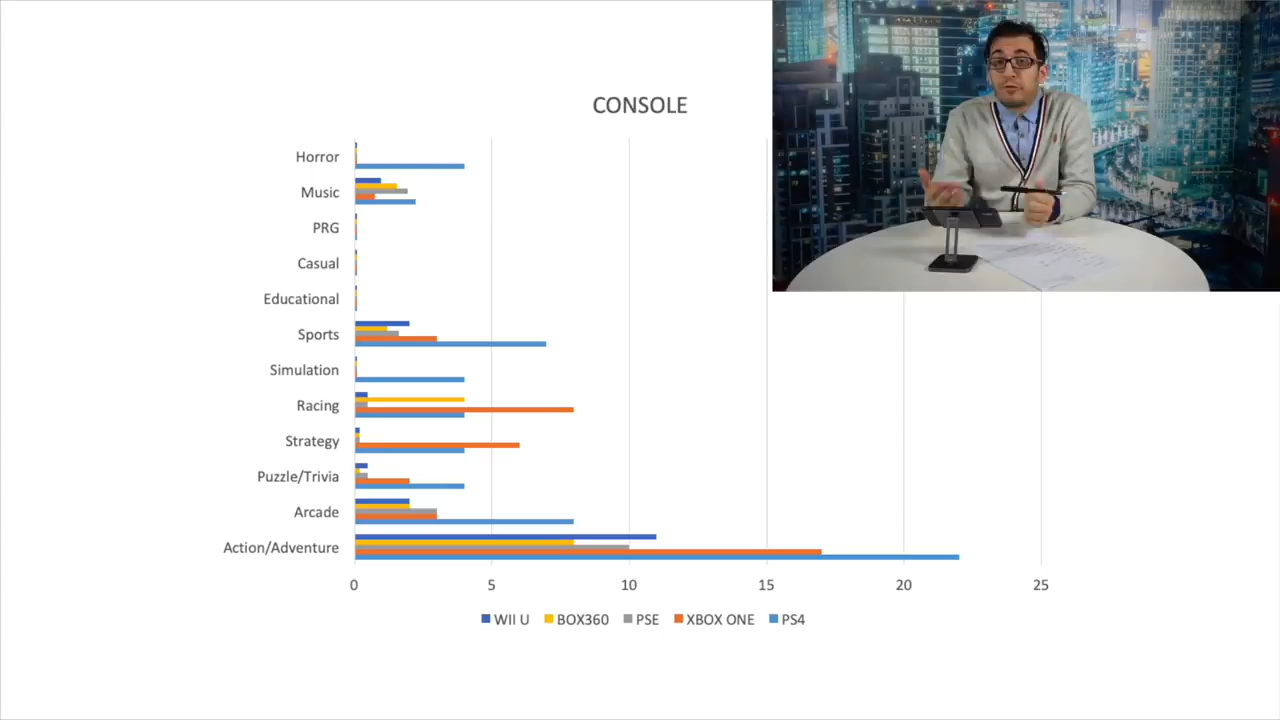 CONSOLE
Horror
Music
PRG
Casual
Educational
Sports
Simulation
Racing
Strategy
Puzzle/Trivia
Arcade
Action/Adventure
0 5 10 15 20 25
WII U BOX360 PSE XBOX ONE PS4